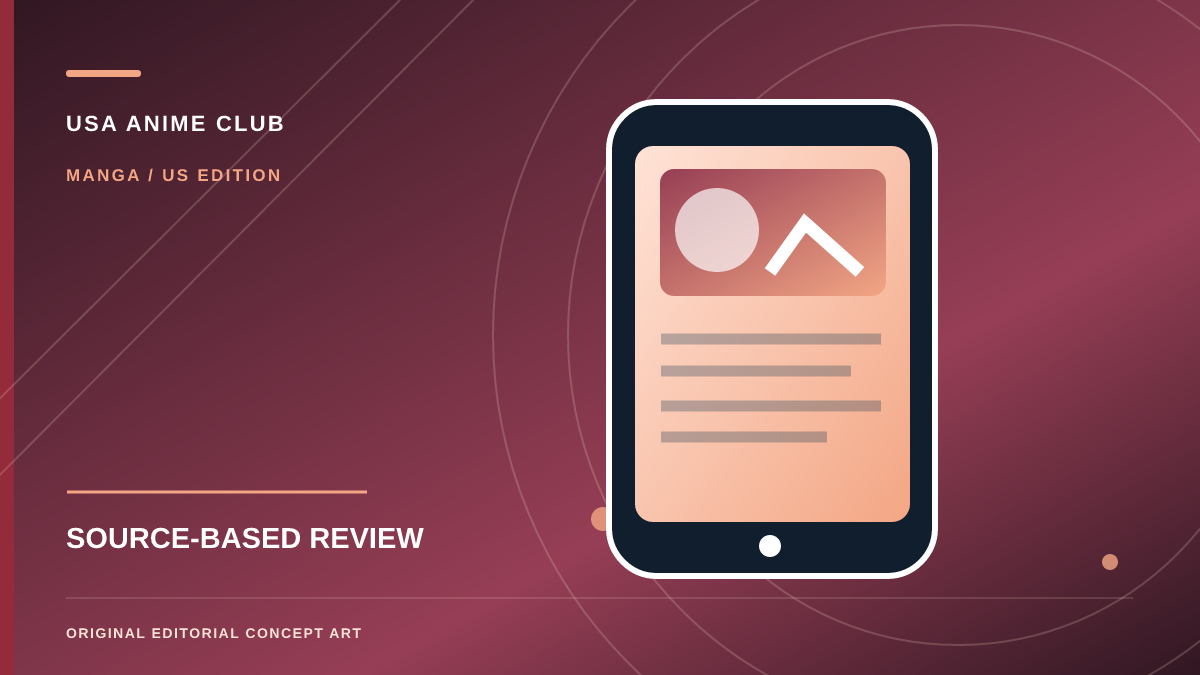 USA ANIME CLUB
MANGA / US EDITION
SOURCE-BASED REVIEW
ORIGINAL EDITORIAL CONCEPT ART